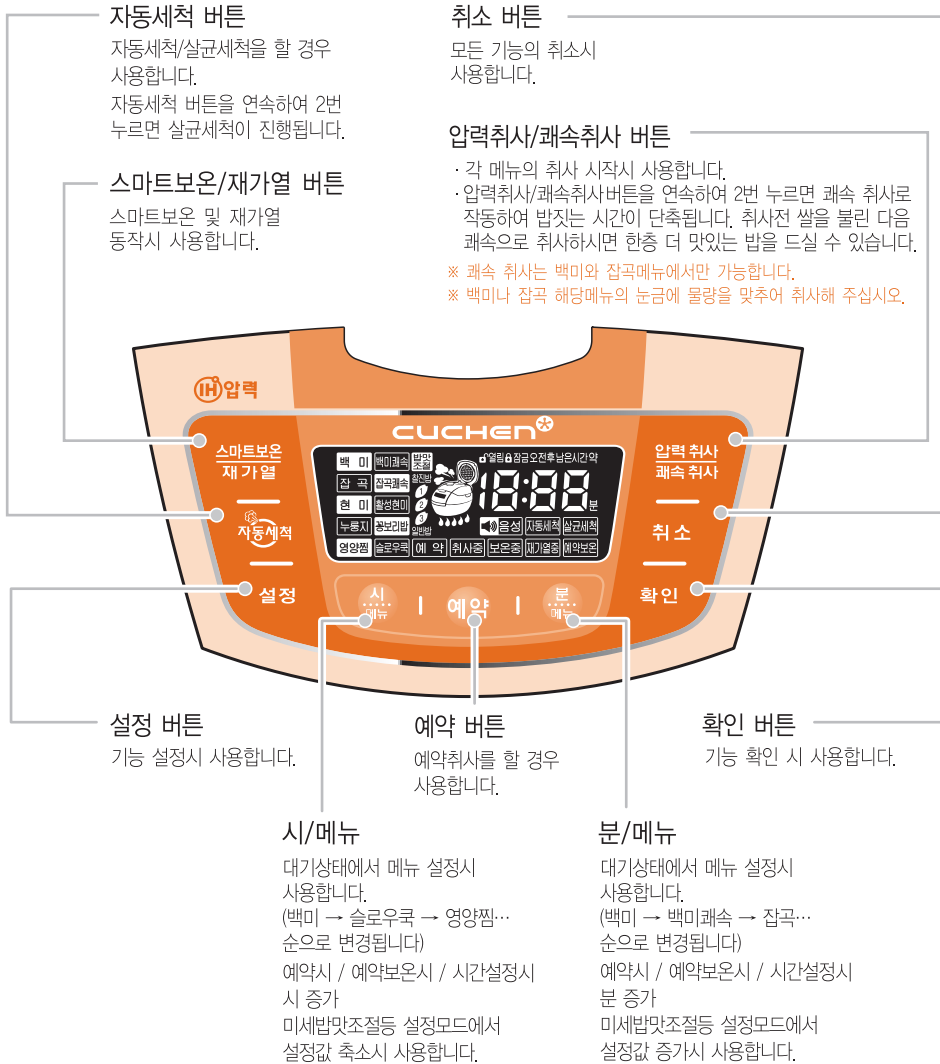 자동세척 버튼
자동세척/살균세척을 할 경우
사용합니다.
자동세척 버튼을 연속하여 2번
누르면 살균세척이 진행됩니다.
취소 버튼
모든 기능의 취소시
사용합니다.
스마트보온/재가열 버튼
스마트보온 및 재가열
동작시 사용합니다.
압력취사/쾌속취사 버튼
· 각 메뉴의 취사 시작시 사용합니다.
· 압력취사/쾌속취사버튼을 연속하여 2번 누르면 쾌속 취사로
작동하여 밥짓는 시간이 단축됩니다. 취사전 쌀을 불린 다음
쾌속으로 취사하시면 한층 더 맛있는 밥을 드실 수 있습니다.
※ 쾌속 취사는 백미와 잡곡메뉴에서만 가능합니다.
※ 백미나 잡곡 해당메뉴의 눈금에 물량을 맞추어 취사해 주십시오.
IH압력
CUCHEN
스마트보온
재가열
자동세척
설정
백 미 백미쾌속 밥맛조절
잡 곡 잡곡쾌속 찰진밥
현 미 활성현미
누룽지 꽁보리밥 일반밥
영양찜 슬로우쿡 예 약 취사중 보온중 재가열중 예약보온
1
2
3
열림 잠금 오전후 남은시간 약
18:88 분
음성 자동세척 살균세척
압력 취사
쾌속 취사
취소
확인
시
메뉴
예약
분
메뉴
설정 버튼
기능 설정시 사용합니다.
예약 버튼
예약취사를 할 경우
사용합니다.
확인 버튼
기능 확인 시 사용합니다.
시/메뉴
대기상태에서 메뉴 설정시
사용합니다.
(백미 → 슬로우쿡 → 영양찜…
순으로 변경됩니다)
예약시 / 예약보온시 / 시간설정시
시 증가
미세밥맛조절등 설정모드에서
설정값 축소시 사용합니다.
분/메뉴
대기상태에서 메뉴 설정시
사용합니다.
(백미 → 백미쾌속 → 잡곡…
순으로 변경됩니다)
예약시 / 예약보온시 / 시간설정시
분 증가
미세밥맛조절등 설정모드에서
설정값 증가시 사용합니다.